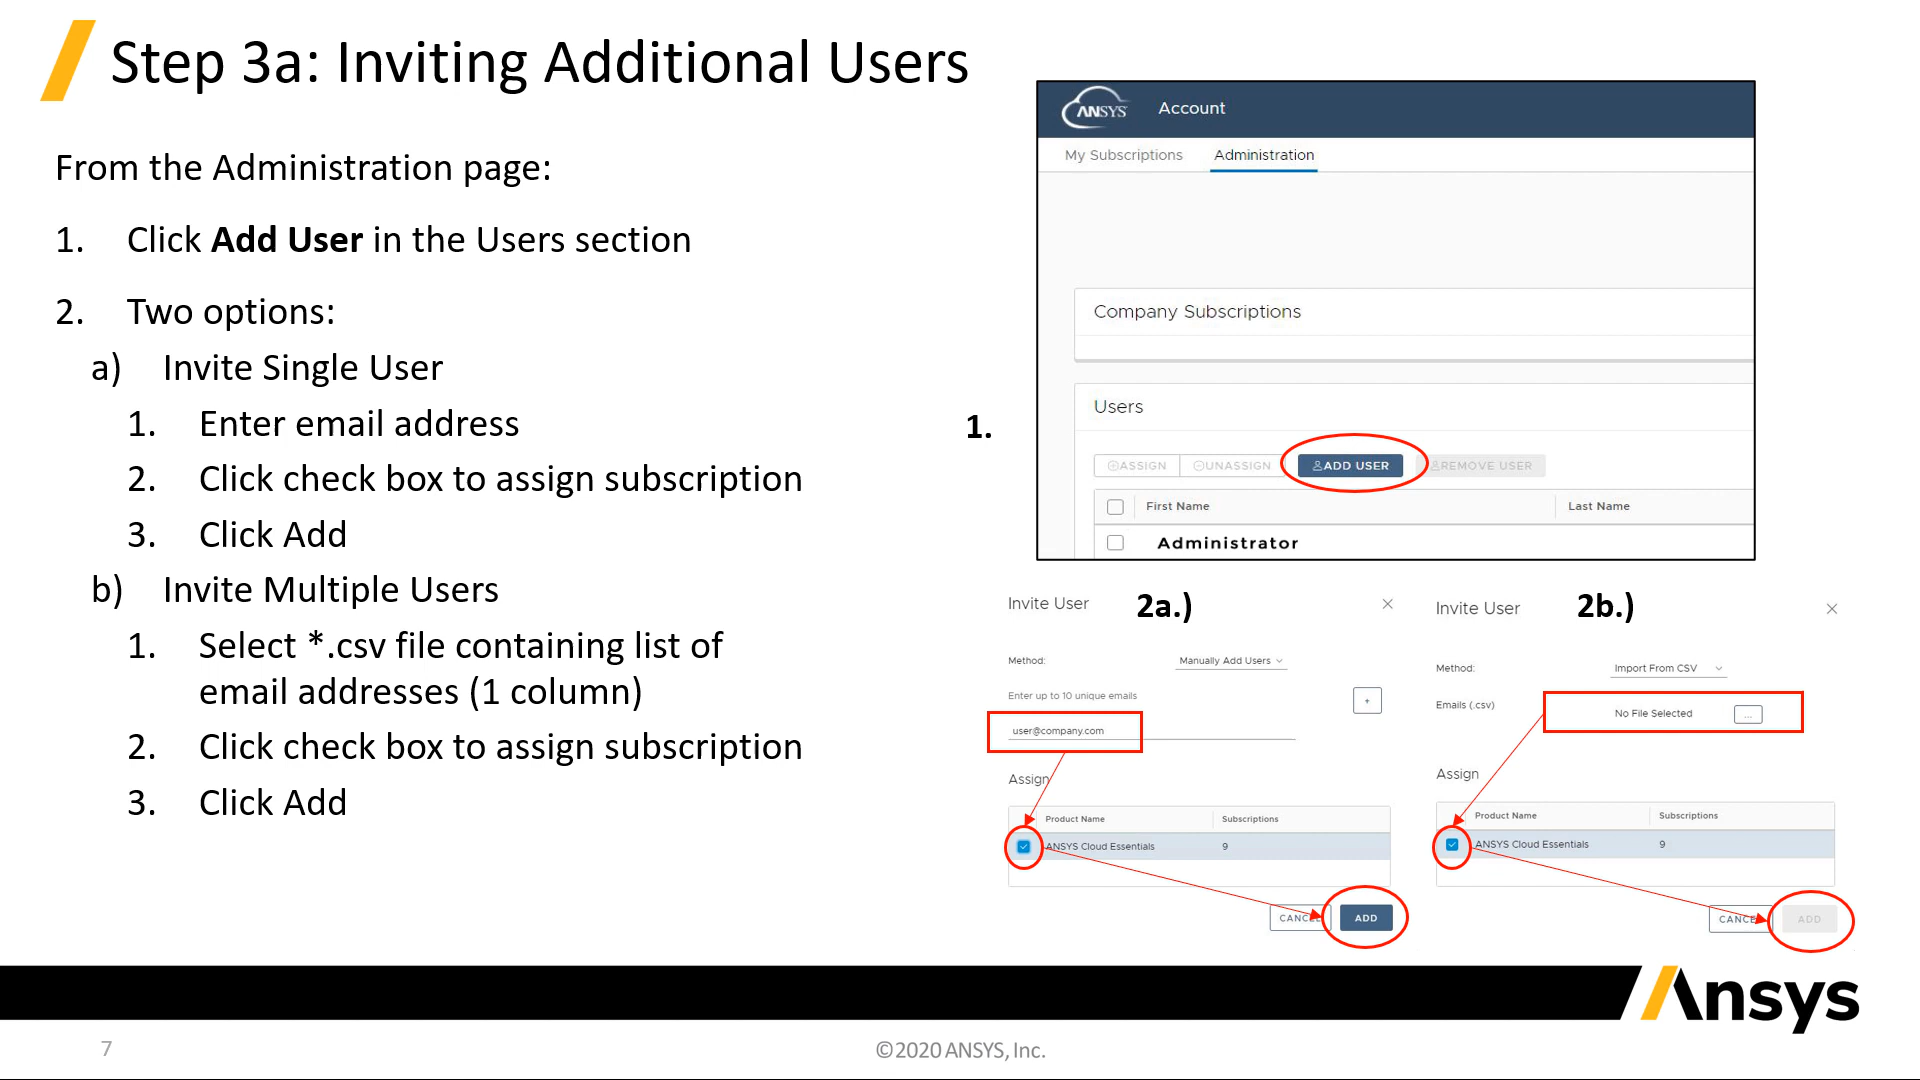 Step 3a: Inviting Additional Users
From the Administration page:
1. Click Add User in the Users section
2. Two options:
a) Invite Single User
1. Enter email address
2. Click check box to assign subscription
3. Click Add
b) Invite Multiple Users
1. Select *.csv file containing list of
email addresses (1 column)
2. Click check box to assign subscription
3. Click Add
1.
ANSYS Account
My Subscriptions Administration
Company Subscriptions
Users
ASSIGN UNASSIGN ADD USER REMOVE USER
First Name Last Name
Administrator
Invite User 2a.)
Method: Manually Add Users
Enter up to 10 unique emails +
user@company.com
Assign
Product Name Subscriptions
ANSYS Cloud Essentials 9
CANCEL ADD
Invite User 2b.)
Method: Import From CSV
Emails (.csv) No File Selected ...
Assign
Product Name Subscriptions
ANSYS Cloud Essentials 9
CANCEL ADD
Ansys
7
©2020 ANSYS, Inc.